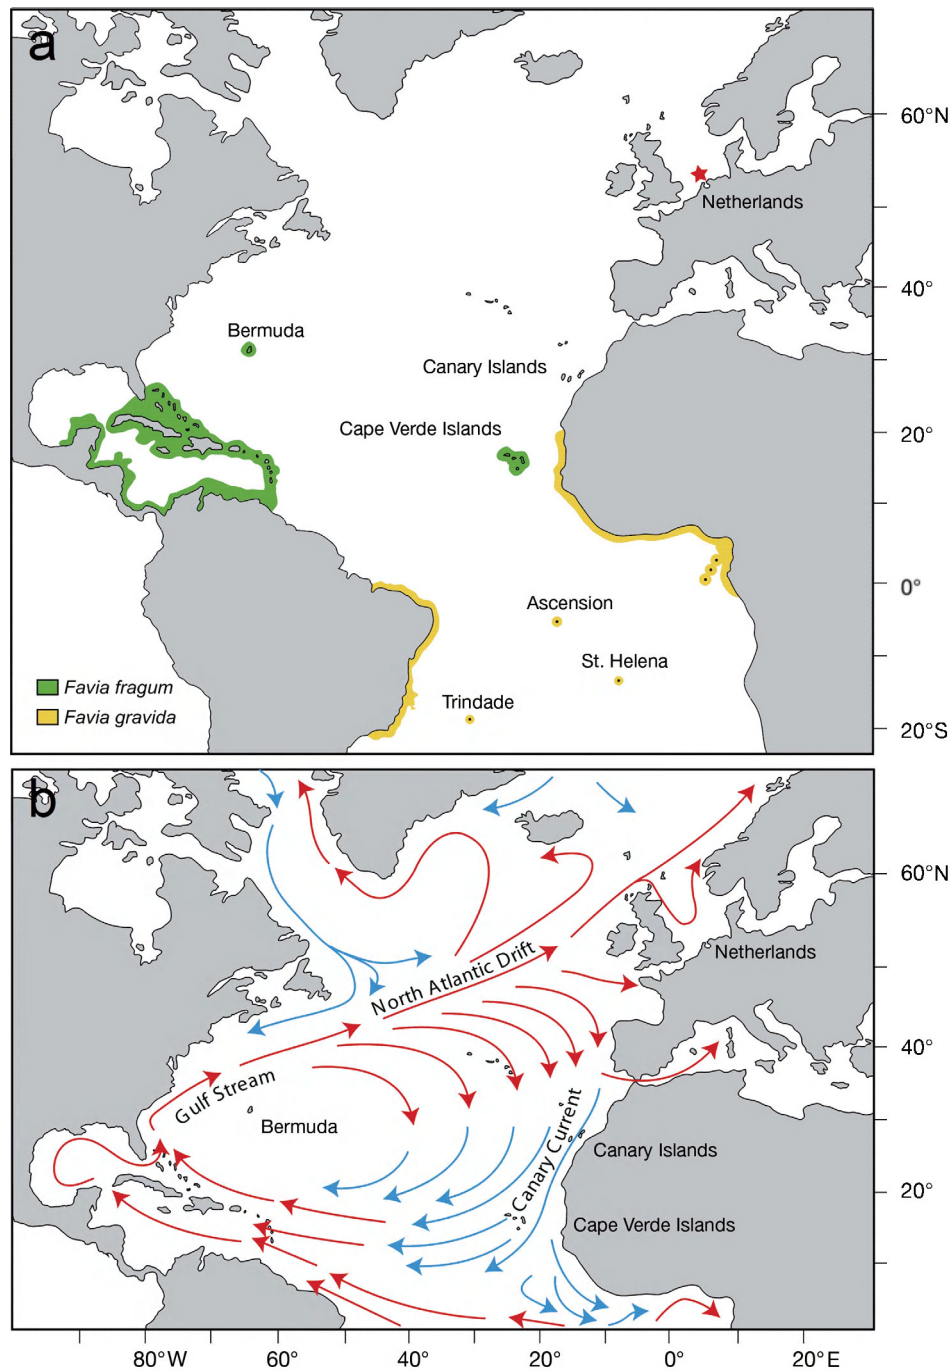 a
60°N
Netherlands
40°
Bermuda
Canary Islands
Cape Verde Islands
20°
0°
Ascension
St. Helena
Favia fragum
Favia gravida
Trindade
20°S
b
60°N
Netherlands
North Atlantic Drift
40°
Gulf Stream
Bermuda
Canary Current
Canary Islands
20°
Cape Verde Islands
80°W
60°
40°
20°
0°
20°E